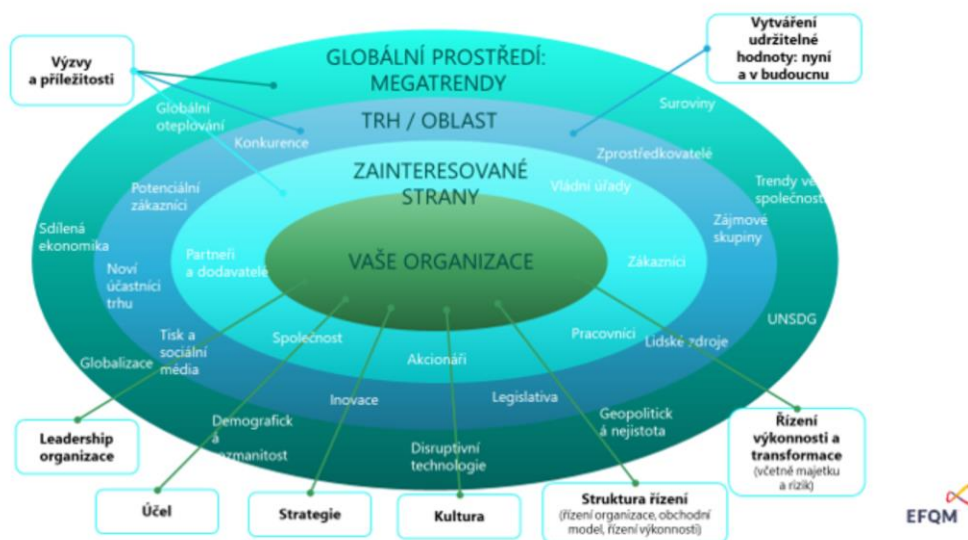 Výzvy
a příležitosti
GLOBÁLNÍ PROSTŘEDÍ:
MEGATRENDY
Vytváření
udržitelné
hodnoty: nyní
a v budoucnu
Globální
oteplování
Suroviny
TRH / OBLAST
Konkurence
Zprostředkovatelé
ZAINTERESOVANÉ
STRANY
Vládní úřady
Potenciální
zákazníci
Trendy ve
společnosti
Zájmové
skupiny
Sdílená
ekonomika
Partneři
a dodavatelé
VAŠE ORGANIZACE
Zákazníci
Noví
účastníci
trhu
UNSDG
Společnost
Pracovníci
Tisk a
sociální
média
Lidské zdroje
Globalizace
Akcionáři
Inovace
Legislativa
Demografick
á
rozmanitost
Geopolitick
á nejistota
Disruptivní
technologie
Leadership
organizace
Účel
Strategie
Kultura
Struktura řízení
(řízení organizace, obchodní
model, řízení výkonnosti)
Řízení
výkonnosti a
transformace
(včetně majetku
a rizik)
EFQM